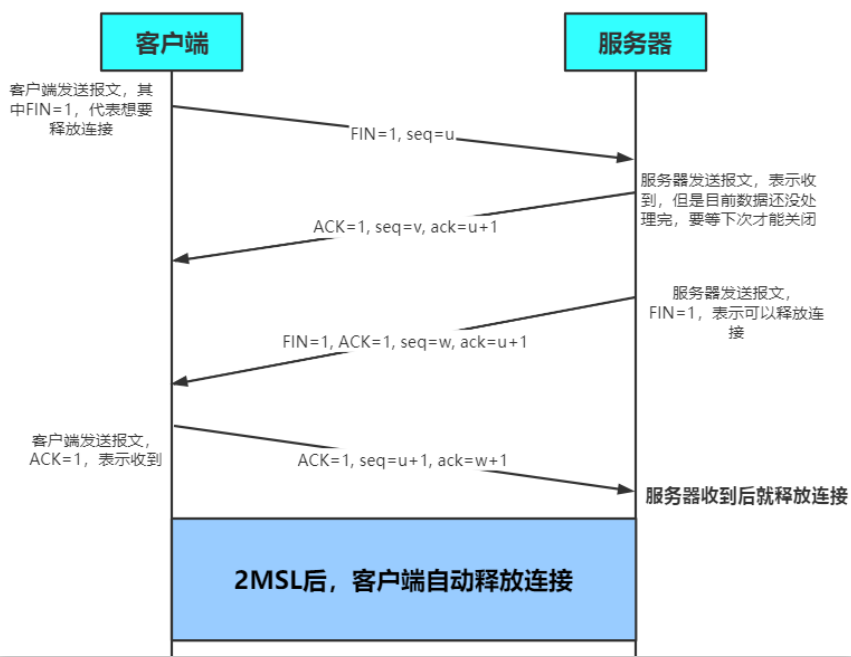 客户端
服务器
客户端发送报文，其
中FIN=1，代表想要
释放连接
FIN=1, seq=u
服务器发送报文，表示收
到，但是目前数据还没处
理完，要等下次才能关闭
ACK=1, seq=v, ack=u+1
服务器发送报文，
FIN=1，表示可以释放连
接
FIN=1, ACK=1, seq=w, ack=u+1
客户端发送报文，
ACK=1，表示收到
ACK=1, seq=u+1, ack=w+1
服务器收到后就释放连接
2MSL后，客户端自动释放连接